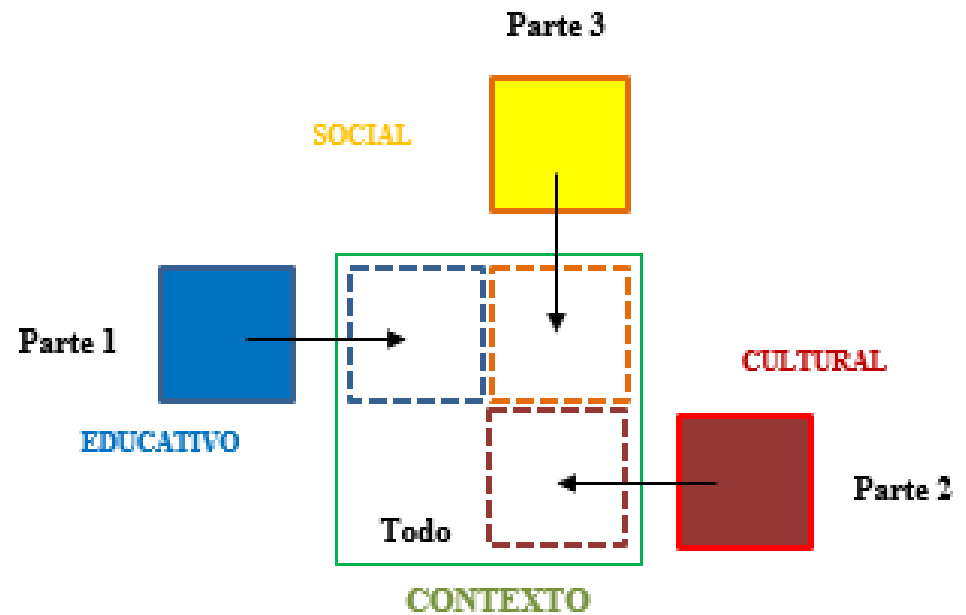 Parte 3
SOCIAL
Parte 1
CULTURAL
EDUCATIVO
Parte 2
Todo
CONTEXTO